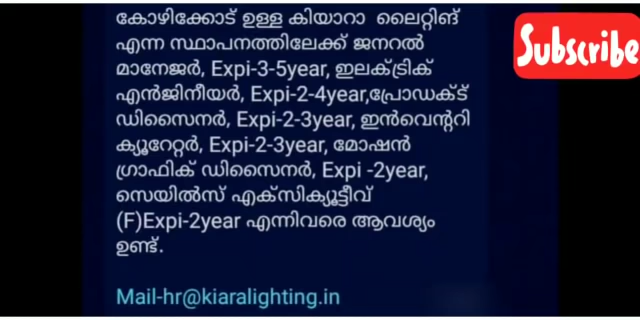 കോഴിക്കോട് ഉള്ള കിയാറാ ലൈറ്റിങ്
എന്ന സ്ഥാപനത്തിലേക്ക് ജനറൽ
മാനേജർ, Expi-3-5year, ഇലക്ട്രിക്
എൻജിനീയർ, Expi-2-4year,പ്രോഡക്ട്
ഡിസൈനർ, Expi-2-3year, ഇൻവെന്ററി
ക്യൂറേറ്റർ, Expi-2-3year, മോഷൻ
ഗ്രാഫിക് ഡിസൈനർ, Expi -2year,
സെയിൽസ് എക്സിക്യൂട്ടീവ്
(F)Expi-2year എന്നിവരെ ആവശ്യം
ഉണ്ട്.
Mail-hr@kiaralighting.in
Subscribe